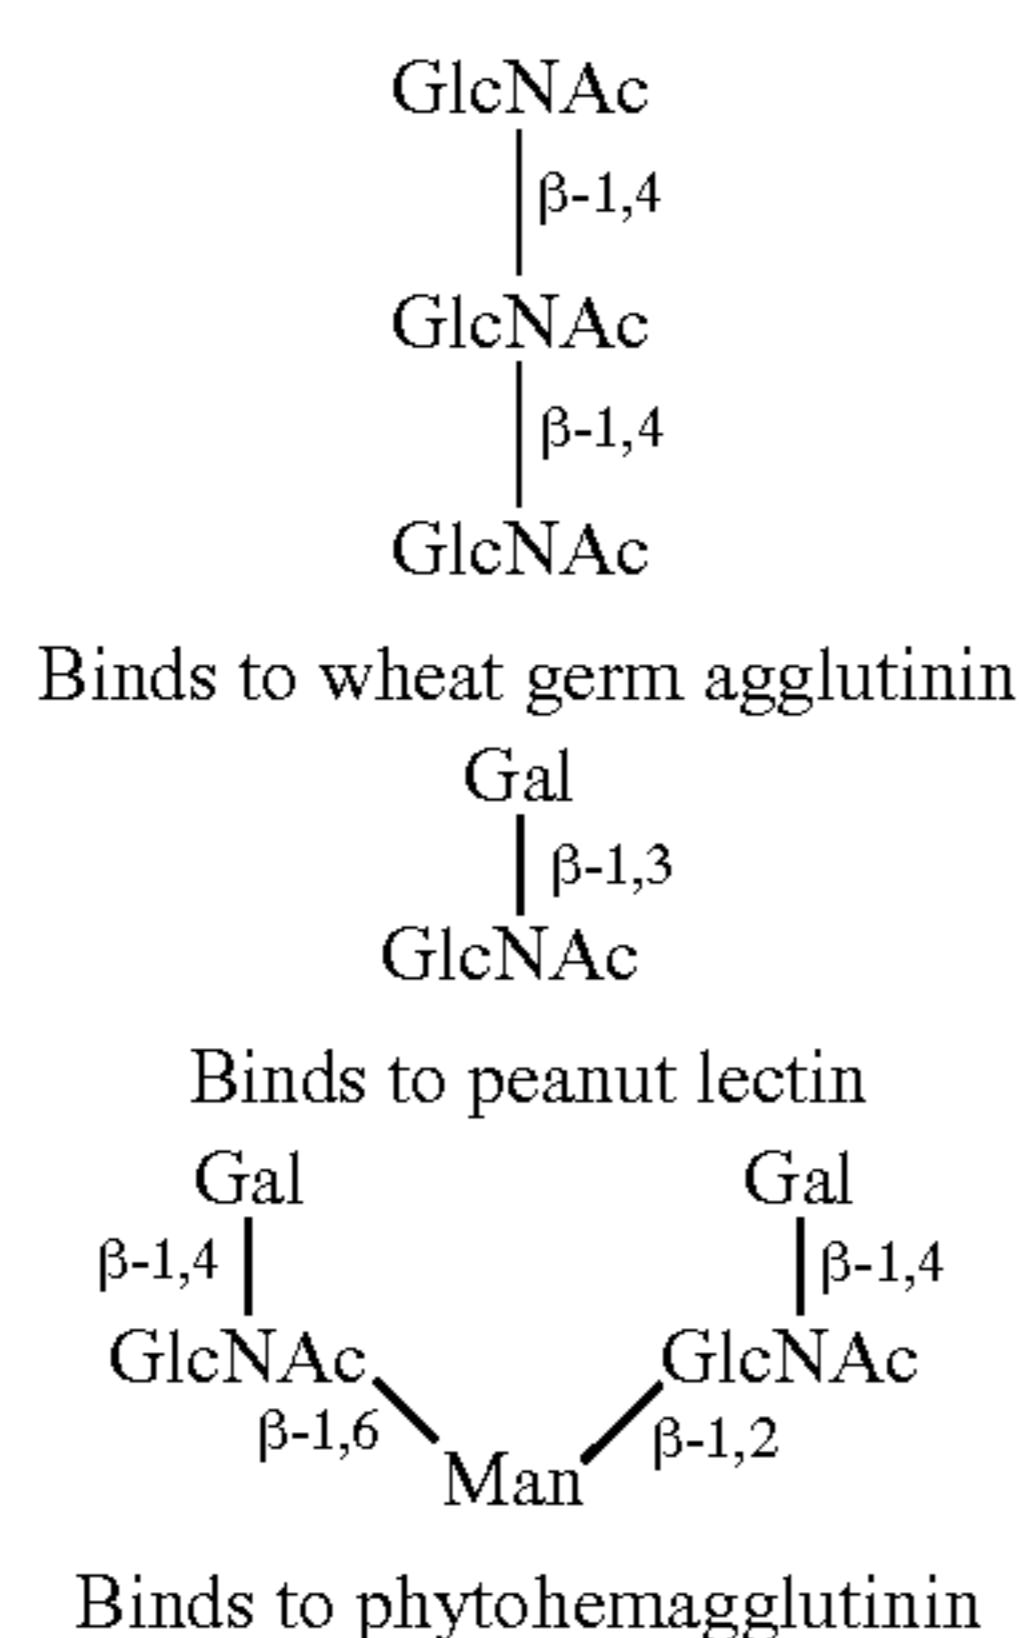 GlcNAc
β-1,4
GlcNAc
β-1,4
GlcNAc
Binds to wheat germ agglutinin
Gal
β-1,3
GlcNAc
Binds to peanut lectin
Gal Gal
β-1,4 β-1,4
GlcNAc GlcNAc
β-1,6 β-1,2
Man
Binds to phytohemagglutinin